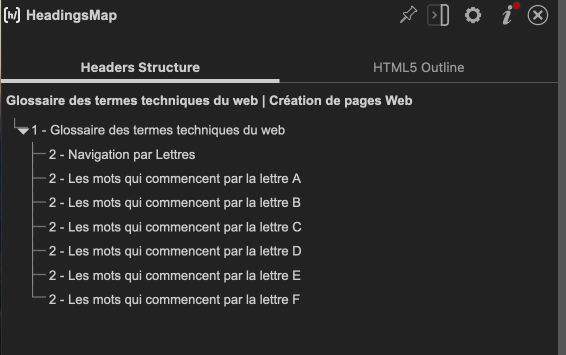 [h/] HeadingsMap
Headers Structure
HTML5 Outline
Glossaire des termes techniques du web | Création de pages Web
1 - Glossaire des termes techniques du web
2 - Navigation par Lettres
2 - Les mots qui commencent par la lettre A
2 - Les mots qui commencent par la lettre B
2 - Les mots qui commencent par la lettre C
2 - Les mots qui commencent par la lettre D
2 - Les mots qui commencent par la lettre E
2 - Les mots qui commencent par la lettre F